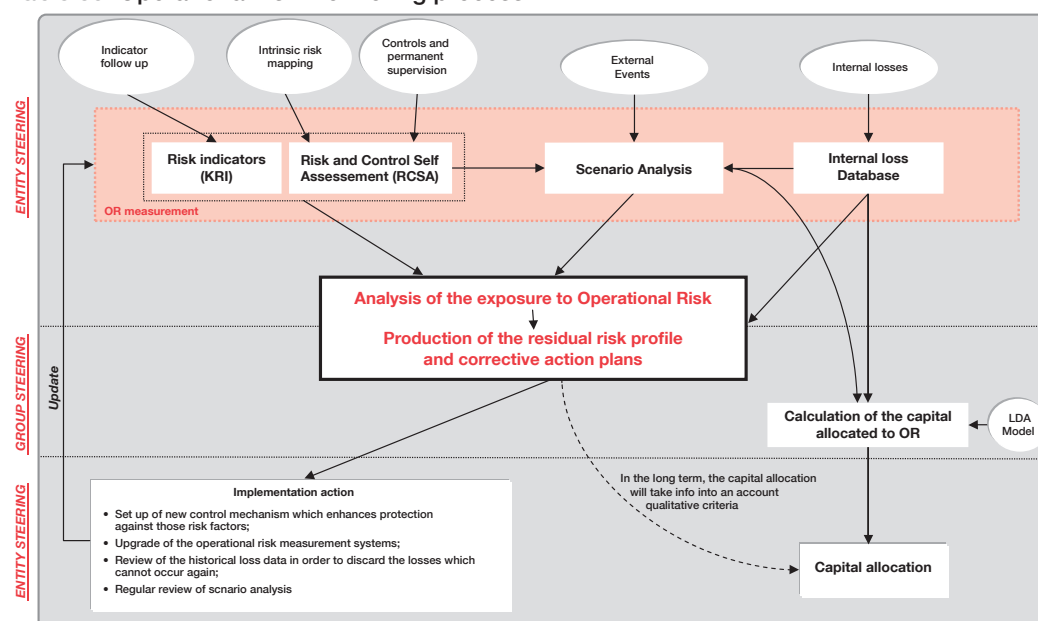 Indicator
follow up
Intrinsic risk
mapping
Controls and
permanent
supervision
External
Events
Internal losses
ENTITY STEERING
Risk indicators
(KRI)
Risk and Control Self
Assessment (RCSA)
Scenario Analysis
Internal loss
Database
OR measurement
Analysis of the exposure to Operational Risk
Production of the residual risk profile
and corrective action plans
GROUP STEERING
Update
Calculation of the capital
allocated to OR
LDA
Model
ENTITY STEERING
Implementation action
• Set up of new control mechanism which enhances protection
against those risk factors;
• Upgrade of the operational risk measurement systems;
• Review of the historical loss data in order to discard the losses which
cannot occur again;
• Regular review of scnario analysis
In the long term, the capital allocation
will take info into an account
qualitative criteria
Capital allocation